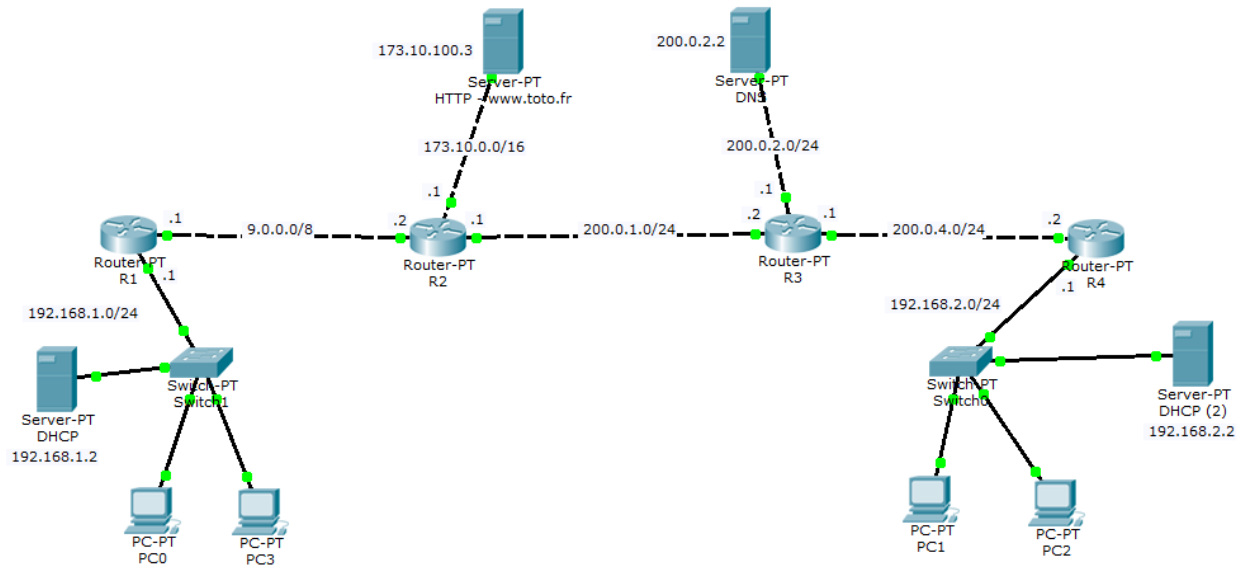 173.10.100.3
Server-PT
HTTP - www.toto.fr
200.0.2.2
Server-PT
DNS
173.10.0.0/16
200.0.2.0/24
.1
.1
.1
9.0.0.0/8
.2
.1
200.0.1.0/24
.2
.1
200.0.4.0/24
.2
Router-PT
R1
.1
Router-PT
R2
Router-PT
R3
Router-PT
R4
.1
192.168.1.0/24
192.168.2.0/24
Switch-PT
Switch1
Server-PT
DHCP
192.168.1.2
Switch-PT
Switch0
Server-PT
DHCP (2)
192.168.2.2
PC-PT
PC0
PC-PT
PC3
PC-PT
PC1
PC-PT
PC2